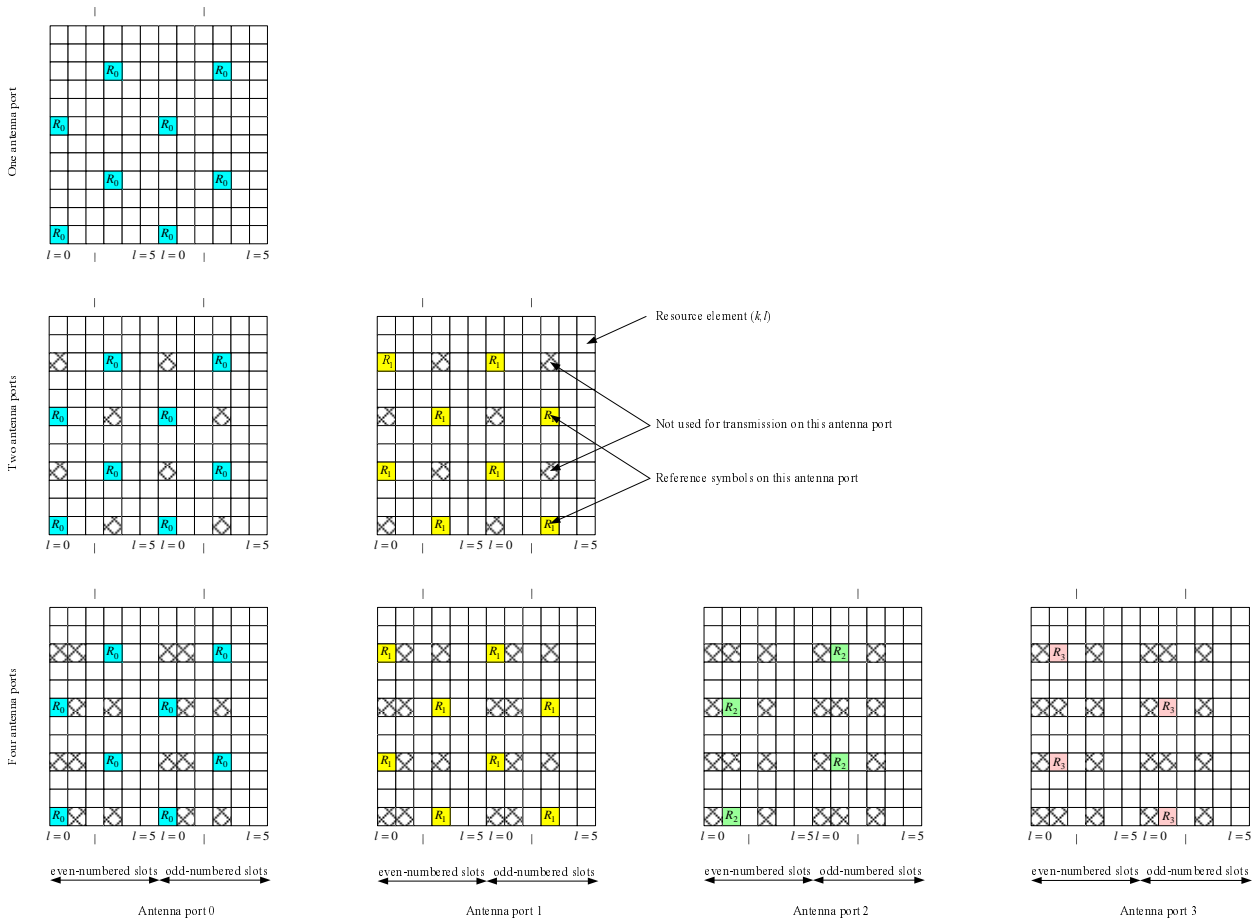 One antenna port
R0 R0
R0 R0
R0 R0
R0 R0
l = 0 l = 5 l = 0 l = 5
Two antenna ports
R0 R0
R0 R0
R0 R0
R0 R0
l = 0 l = 5 l = 0 l = 5
R1 R1
R1 R1
R1 R1
R1 R1
l = 0 l = 5 l = 0 l = 5
Resource element (k,l)
Not used for transmission on this antenna port
Reference symbols on this antenna port
Four antenna ports
R0 R0
R0 R0
R0 R0
R0 R0
l = 0 l = 5 l = 0 l = 5
even-numbered slots odd-numbered slots
Antenna port 0
R1 R1
R1 R1
R1 R1
R1 R1
l = 0 l = 5 l = 0 l = 5
even-numbered slots odd-numbered slots
Antenna port 1
R2
R2
R2
R2
l = 0 l = 5 l = 0 l = 5
even-numbered slots odd-numbered slots
Antenna port 2
R3
R3
R3
R3
l = 0 l = 5 l = 0 l = 5
even-numbered slots odd-numbered slots
Antenna port 3